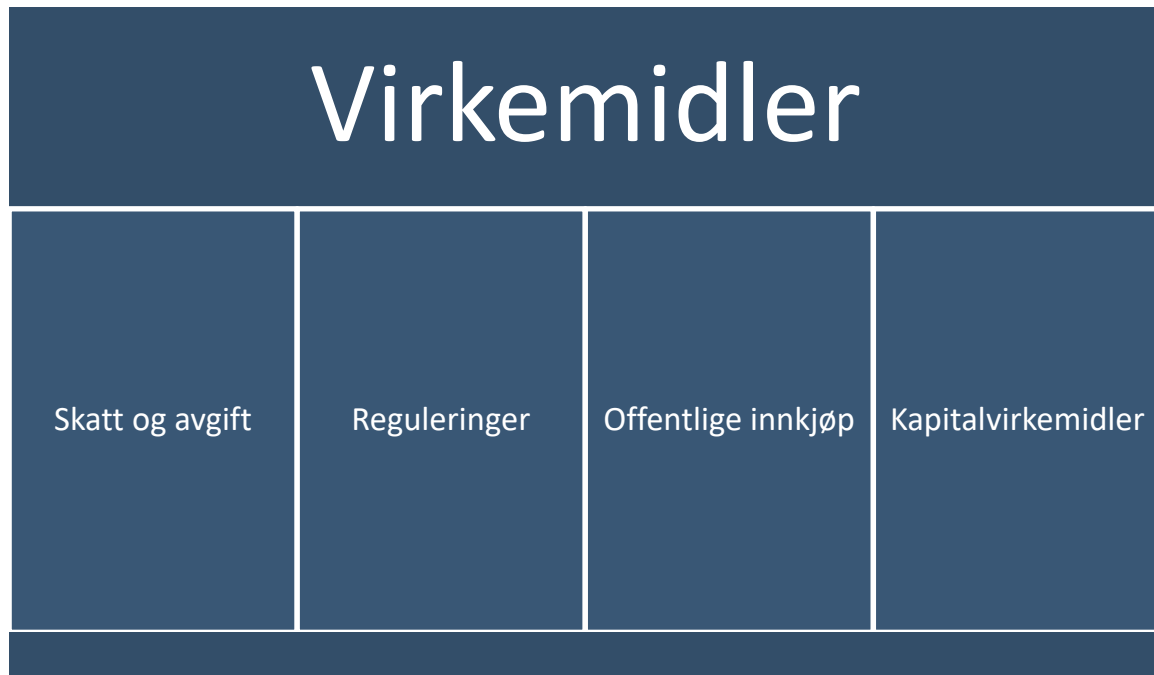 Virkemidler
Skatt og avgift
Reguleringer
Offentlige innkjøp
Kapitalvirkemidler